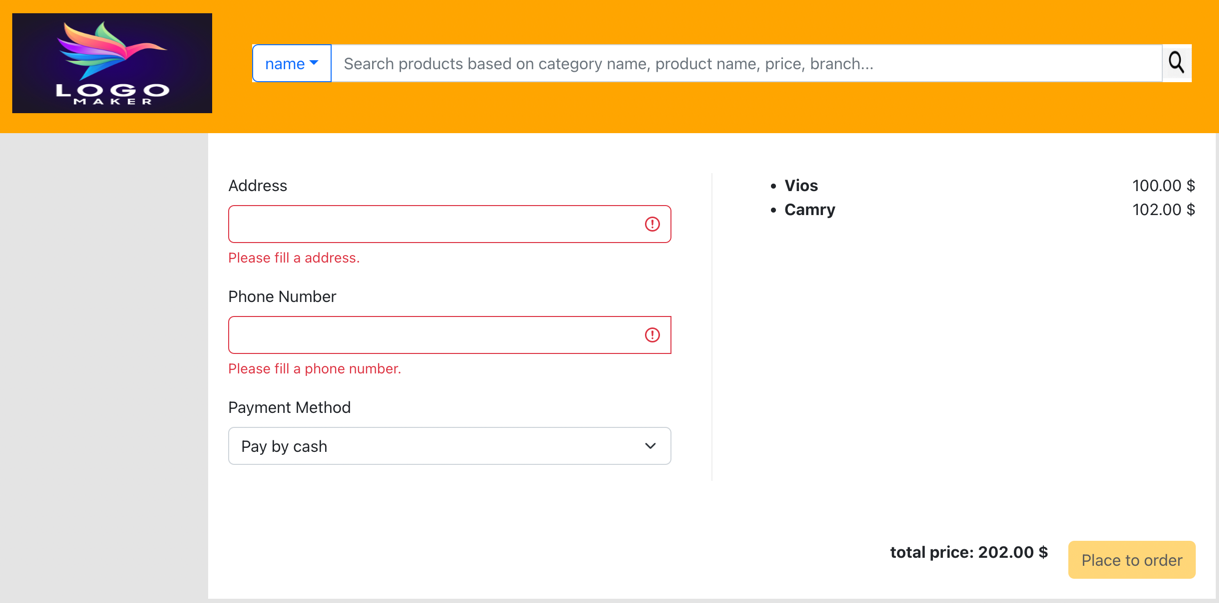 LOGO
MAKER
name
Search products based on category name, product name, price, branch...
Address
Please fill a address.
Phone Number
Please fill a phone number.
Payment Method
Pay by cash
• Vios 100.00 $
• Camry 102.00 $
total price: 202.00 $
Place to order